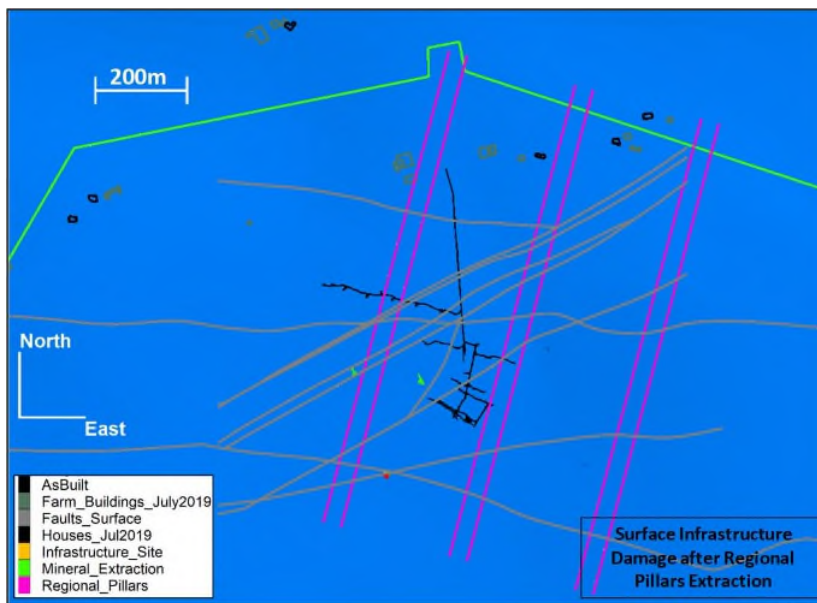 200m
North
East
AsBuilt
Farm_Buildings_July2019
Faults_Surface
Houses_Jul2019
Infrastructure_Site
Mineral_Extraction
Regional_Pillars
Surface Infrastructure
Damage after Regional
Pillars Extraction